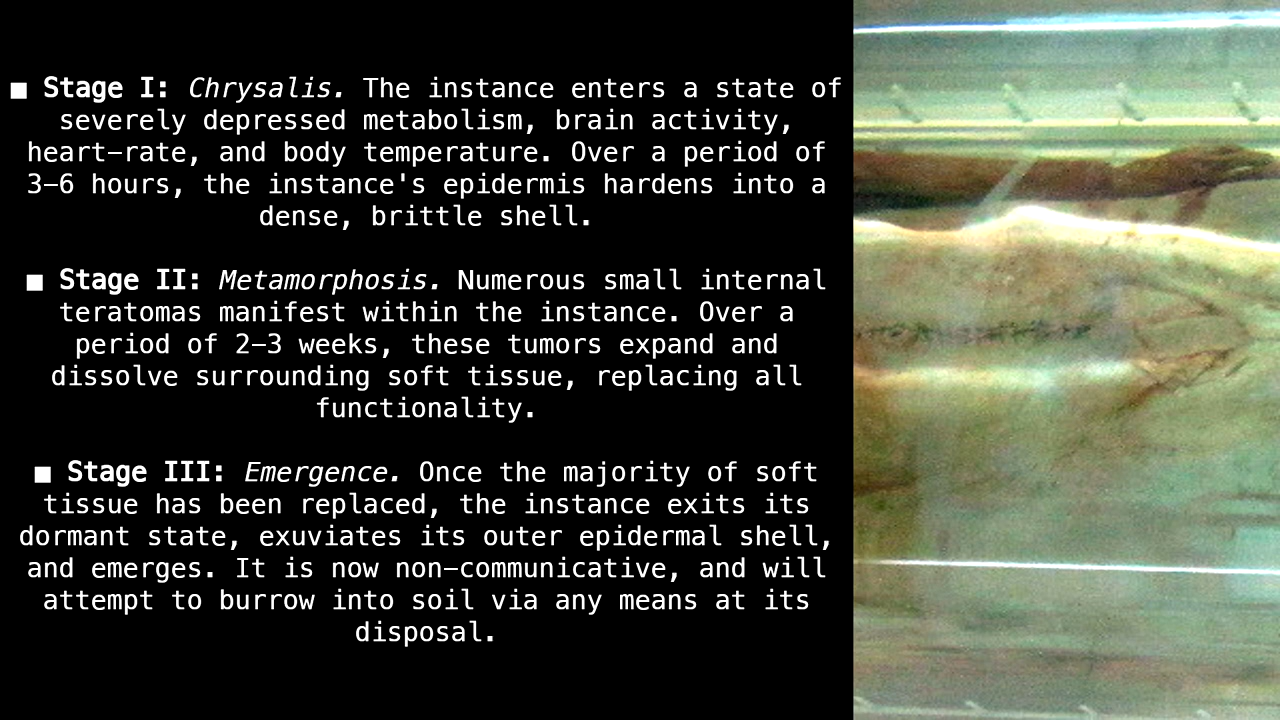 ■ Stage I: Chrysalis. The instance enters a state of
severely depressed metabolism, brain activity,
heart–rate, and body temperature. Over a period of
3–6 hours, the instance's epidermis hardens into a
dense, brittle shell.
■ Stage II: Metamorphosis. Numerous small internal
teratomas manifest within the instance. Over a
period of 2–3 weeks, these tumors expand and
dissolve surrounding soft tissue, replacing all
functionality.
■ Stage III: Emergence. Once the majority of soft
tissue has been replaced, the instance exits its
dormant state, exuviates its outer epidermal shell,
and emerges. It is now non–communicative, and will
attempt to burrow into soil via any means at its
disposal.